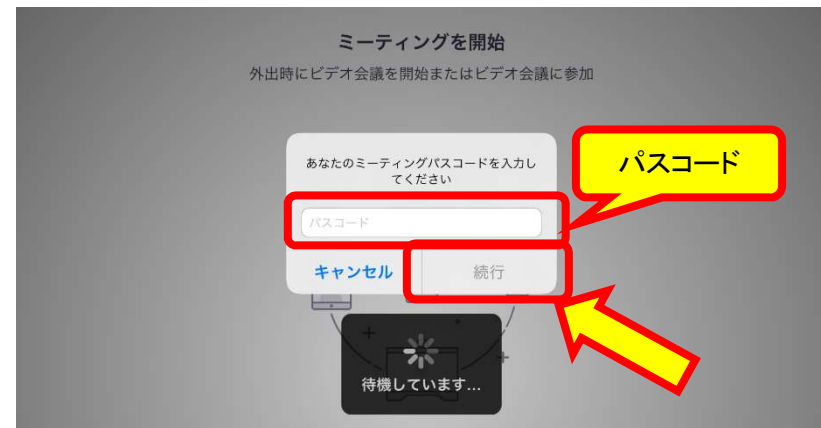 ミーティングを開始
外出時にビデオ会議を開始またはビデオ会議に参加
あなたのミーティングパスコードを入力し
てください
パスコード
パスコード
キャンセル
続行
待機しています...